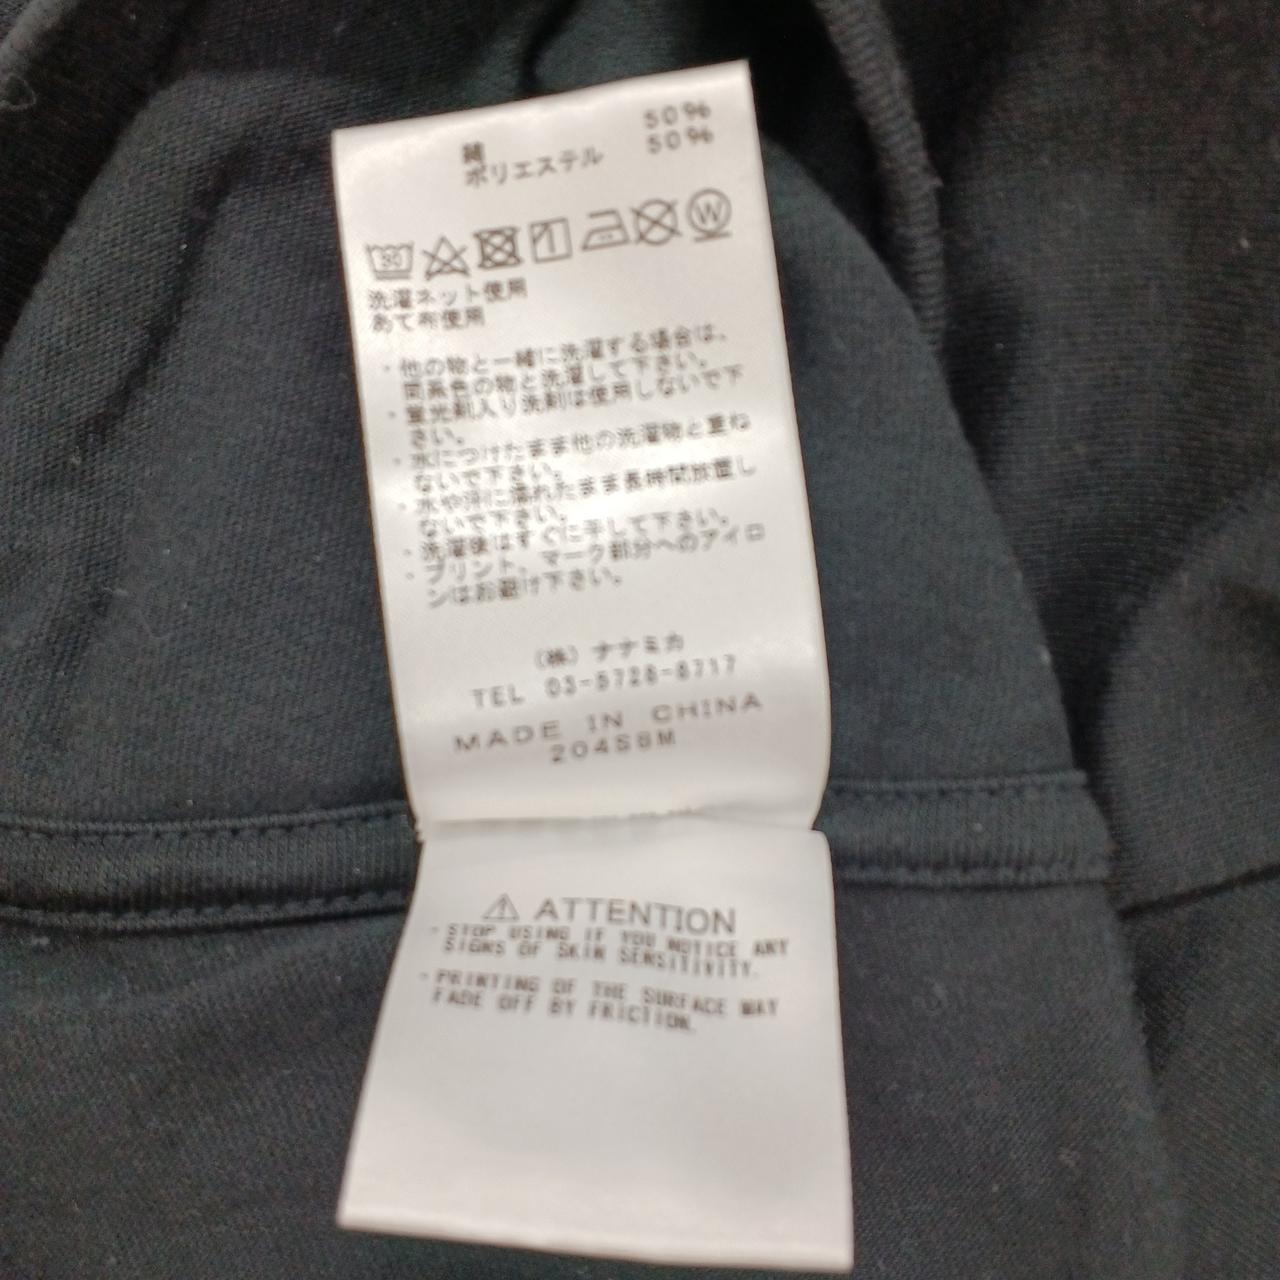 綿 50%
ポリエステル 50%
30
W
洗濯ネット使用
あて布使用
・他の物と一緒に洗濯する場合は、
同系色の物と洗濯して下さい。
・蛍光剤入り洗剤は使用しないで下
さい。
・水につけたまま他の洗濯物と重ね
ないで下さい。
・水や汗に濡れたまま長時間放置し
ないで下さい。
・洗濯後はすぐに干して下さい。
・プリント、マーク部分へのアイロ
ンはお避け下さい。
(株) ナナミカ
TEL 03-5728-8717
MADE IN CHINA
ATTENTION
・STOP USING IF YOU NOTICE ANY
SIGNS OF SKIN SENSITIVITY.
・PRINTING OF THE SURFACE MAY
FADE OFF BY FRICTION.